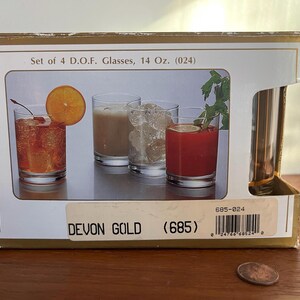 Set of 4 D.O.F. Glasses, 14 Oz. (024)
685-024
DEVON GOLD (685)